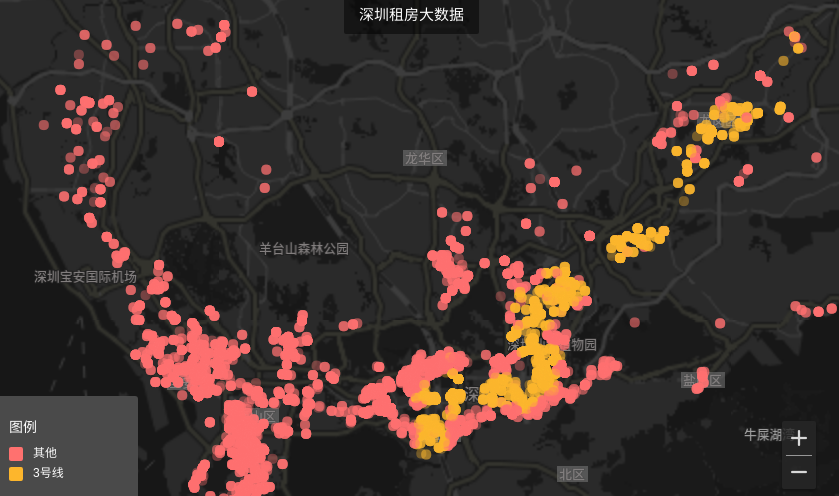 深圳租房大数据
龙华区
羊台山森林公园
深圳宝安国际机场
植物园
北区
牛屎湖
图例
其他
3号线
+
−